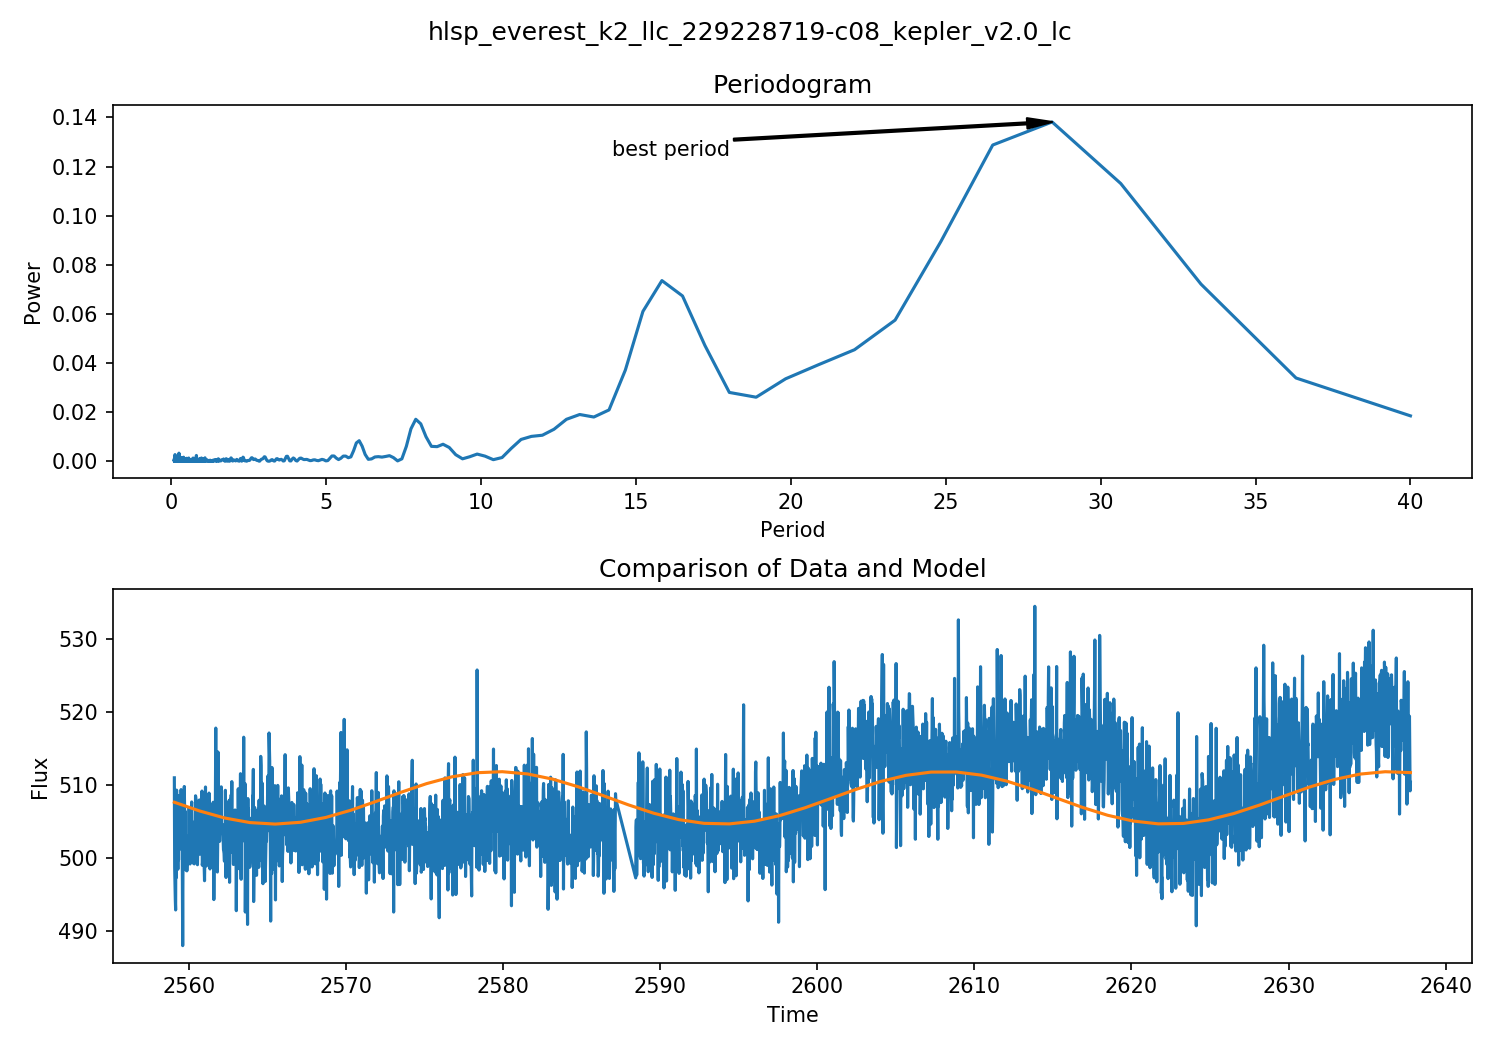 hlsp_everest_k2_llc_229228719-c08_kepler_v2.0_lc
Periodogram
0.14
0.12
0.10
0.08
0.06
0.04
0.02
0.00
Power
best period
0 5 10 15 20 25 30 35 40
Period
Comparison of Data and Model
530
520
510
500
490
Flux
2560 2570 2580 2590 2600 2610 2620 2630 2640
Time